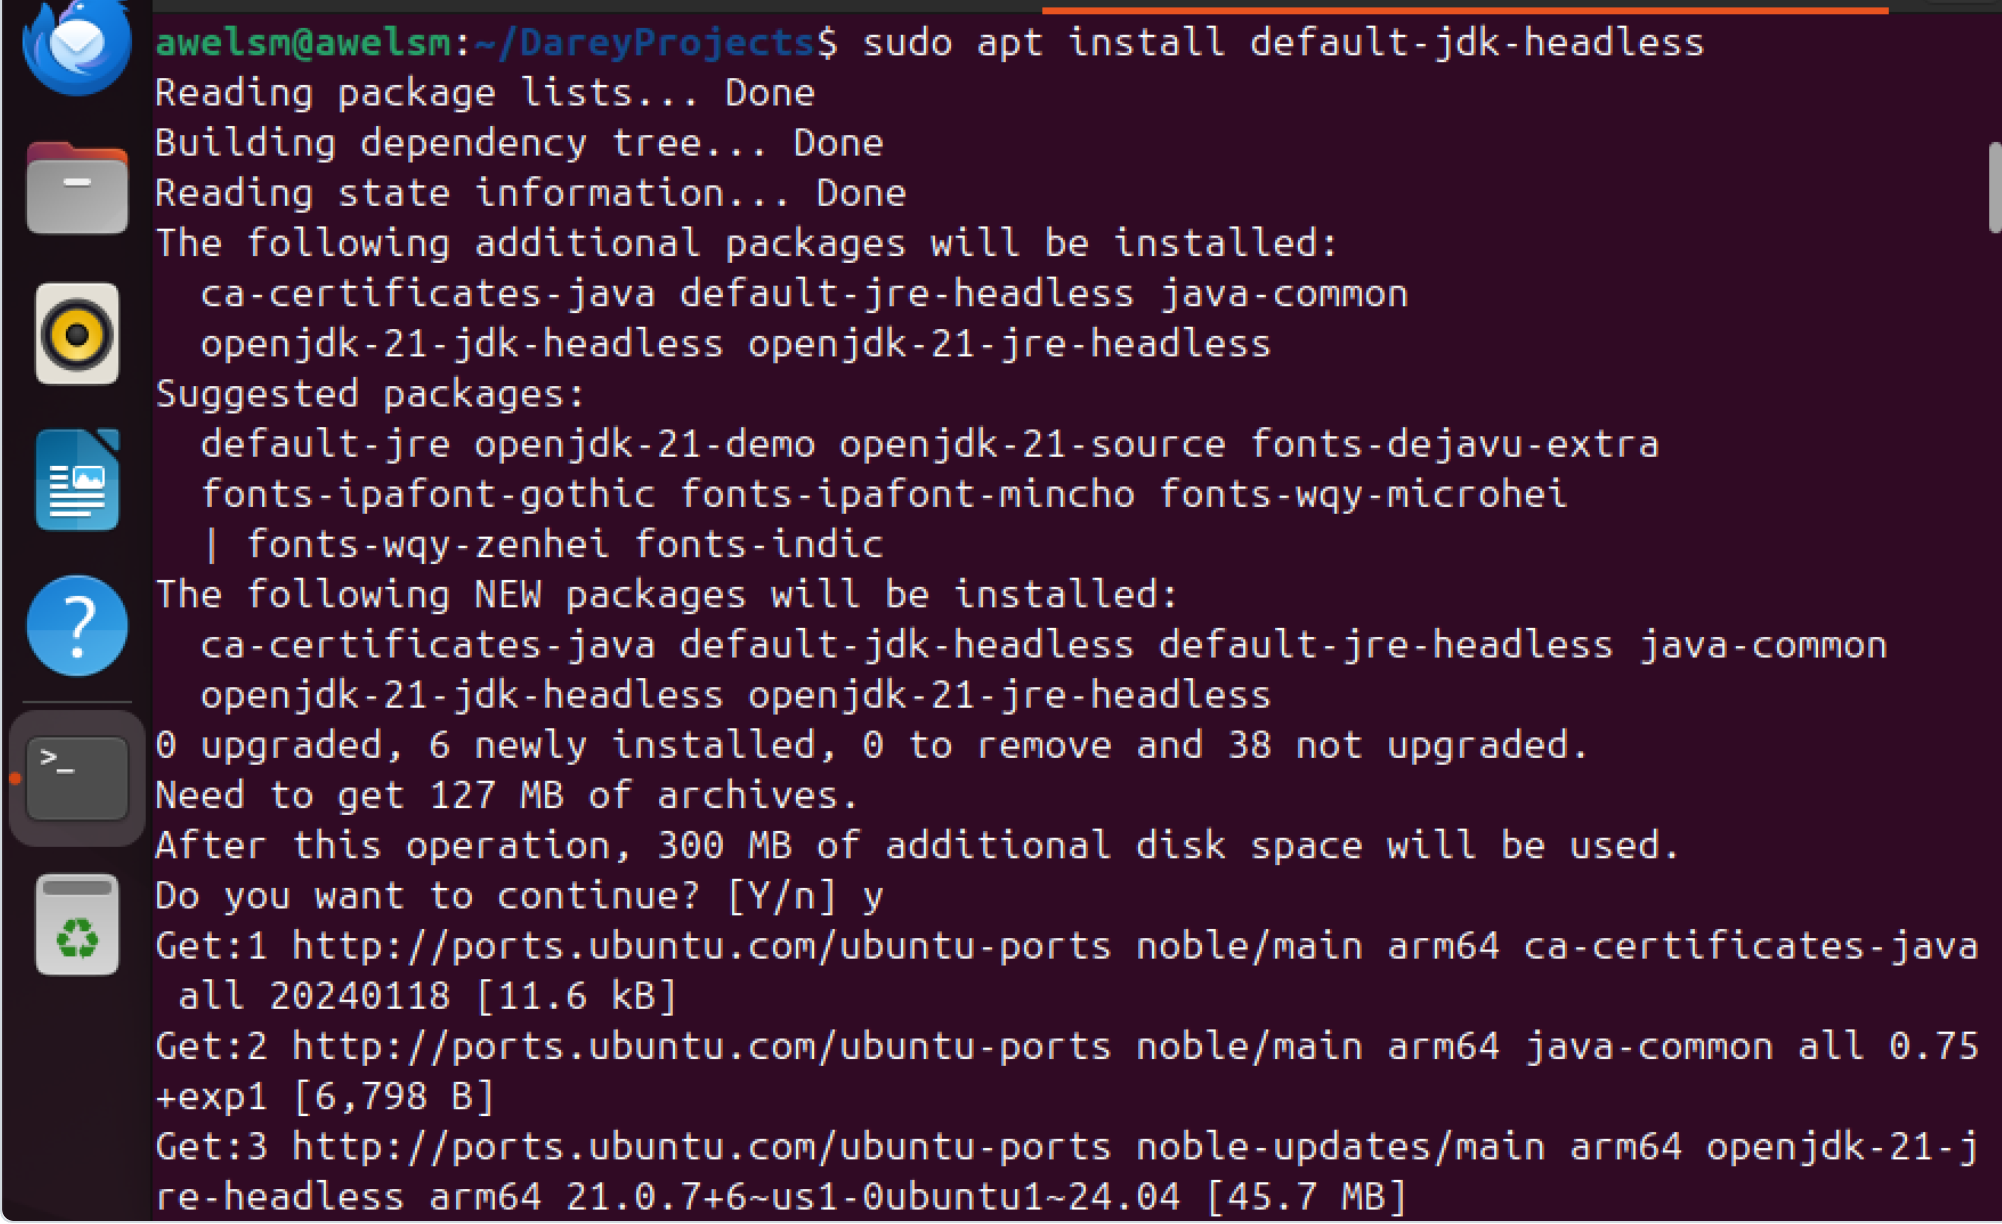 awelsm@awelsm:~/DareyProjects$ sudo apt install default-jdk-headless
Reading package lists... Done
Building dependency tree... Done
Reading state information... Done
The following additional packages will be installed:
  ca-certificates-java default-jre-headless java-common
  openjdk-21-jdk-headless openjdk-21-jre-headless
Suggested packages:
  default-jre openjdk-21-demo openjdk-21-source fonts-dejavu-extra
  fonts-ipafont-gothic fonts-ipafont-mincho fonts-wqy-microhei
  | fonts-wqy-zenhei fonts-indic
The following NEW packages will be installed:
  ca-certificates-java default-jdk-headless default-jre-headless java-common
  openjdk-21-jdk-headless openjdk-21-jre-headless
0 upgraded, 6 newly installed, 0 to remove and 38 not upgraded.
Need to get 127 MB of archives.
After this operation, 300 MB of additional disk space will be used.
Do you want to continue? [Y/n] y
Get:1 http://ports.ubuntu.com/ubuntu-ports noble/main arm64 ca-certificates-java
 all 20240118 [11.6 kB]
Get:2 http://ports.ubuntu.com/ubuntu-ports noble/main arm64 java-common all 0.75
+exp1 [6,798 B]
Get:3 http://ports.ubuntu.com/ubuntu-ports noble-updates/main arm64 openjdk-21-j
re-headless arm64 21.0.7+6~us1-0ubuntu1~24.04 [45.7 MB]